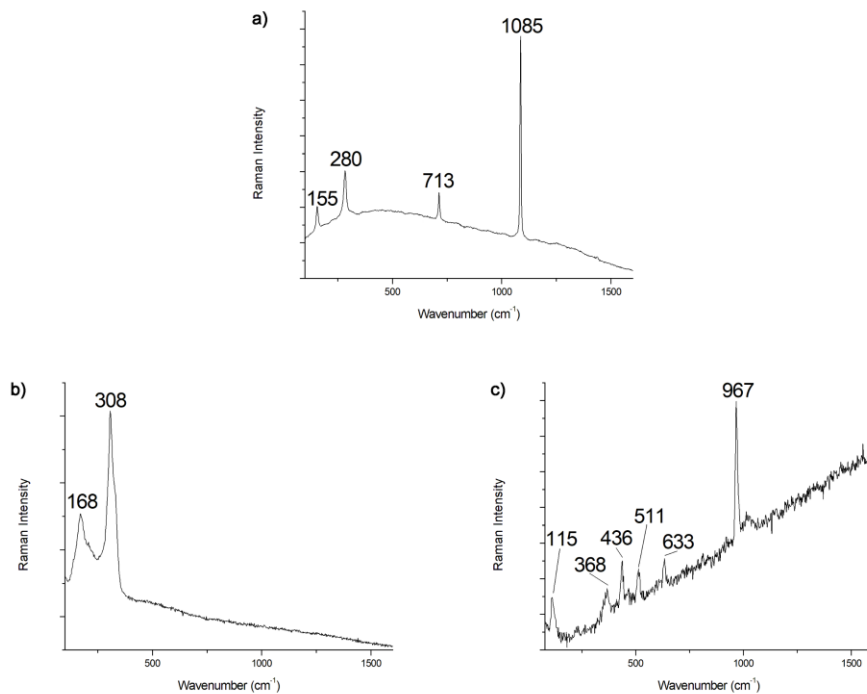 a)
1085
280
713
155
Raman Intensity
500
1000
1500
Wavenumber (cm-1)
b)
308
168
Raman Intensity
500
1000
1500
Wavenumber (cm-1)
c)
967
511
436
633
115
368
Raman Intensity
500
1000
1500
Wavenumber (cm-1)